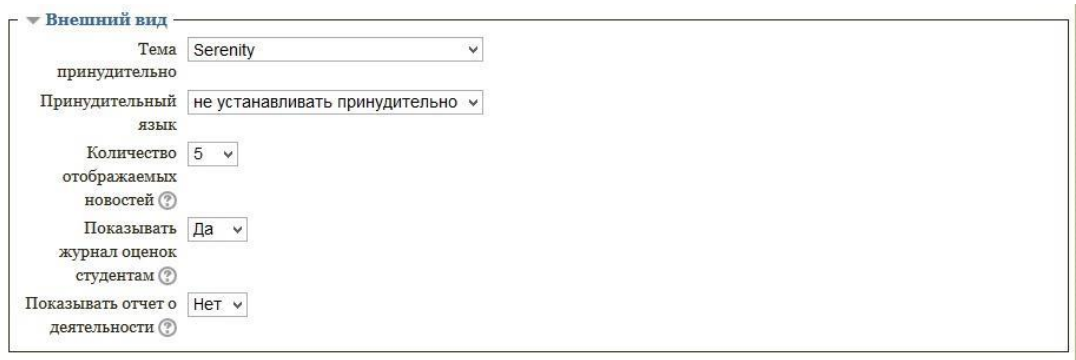 Внешний вид
Тема Serenity
принудительно
Принудительный не устанавливать принудительно
язык
Количество 5
отображаемых
новостей
Показывать Да
журнал оценок
студентам
Показывать отчет о Нет
деятельности